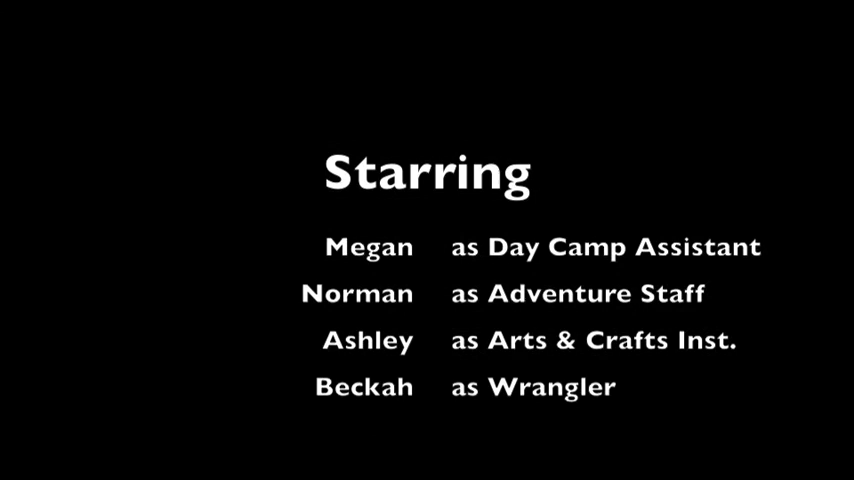 Starring
Megan as Day Camp Assistant
Norman as Adventure Staff
Ashley as Arts & Crafts Inst.
Beckah as Wrangler